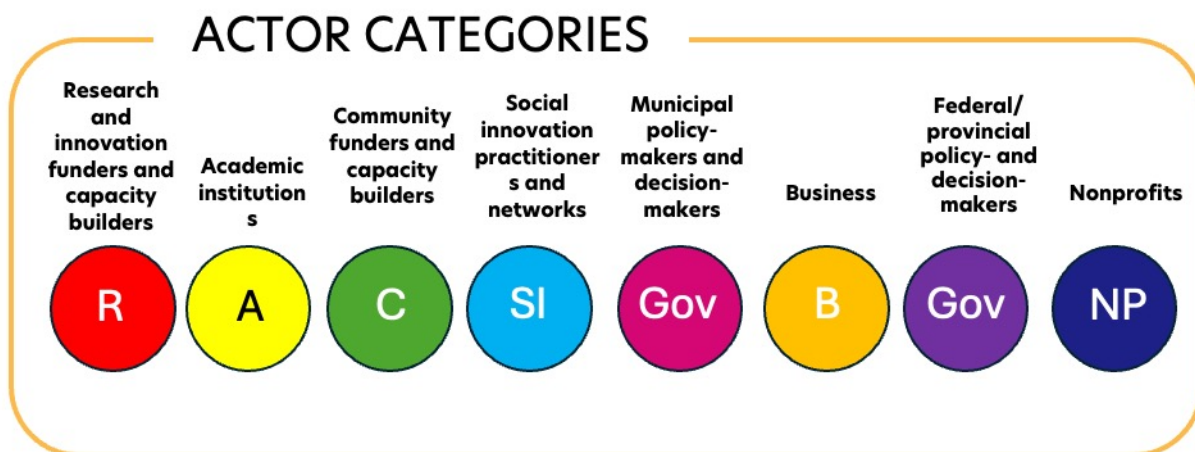 ACTOR CATEGORIES
Research
and
innovation
funders and
capacity
builders
Academic
institution
s
Community
funders and
capacity
builders
Social
innovation
practitioner
s and
networks
Municipal
policy-
makers and
decision-
makers
Business
Federal/
provincial
policy- and
decision-
makers
Nonprofits
R
A
C
SI
Gov
B
Gov
NP